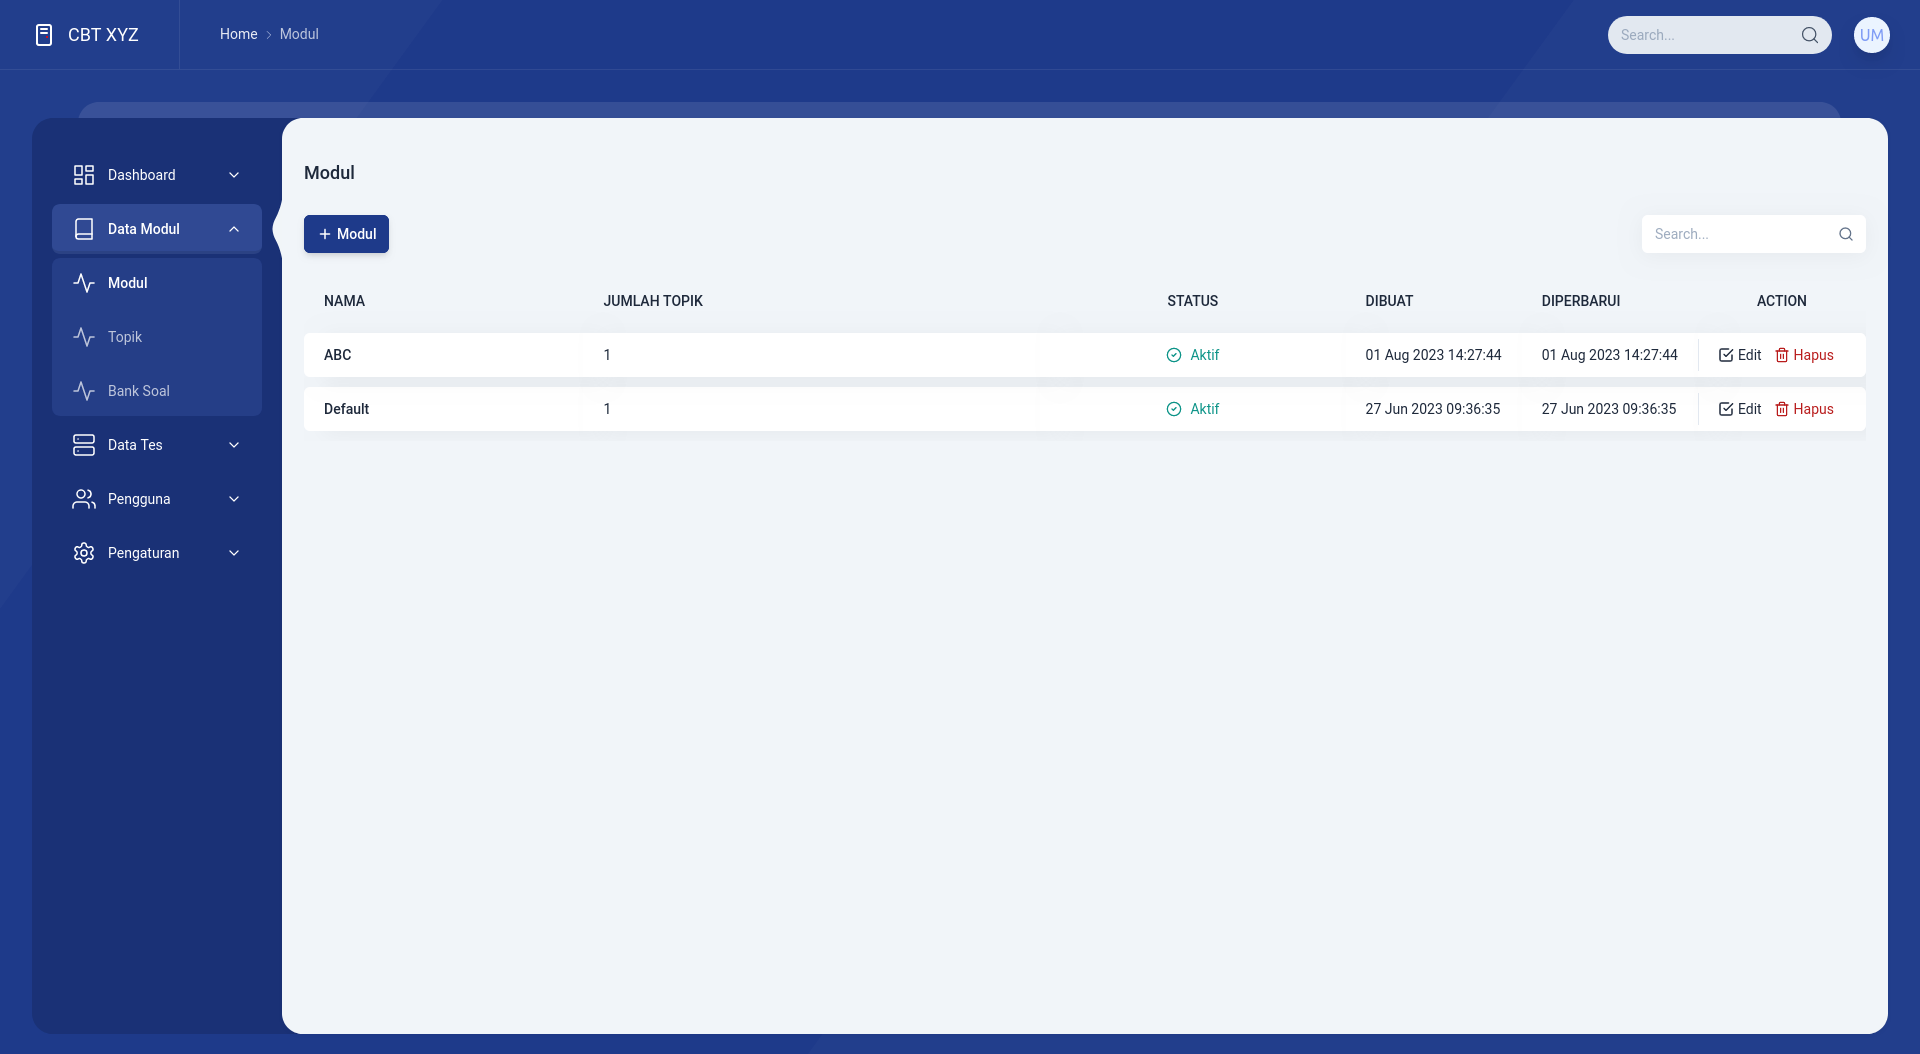 CBT XYZ
Home > Modul
Search...
UM
Dashboard
Data Modul
Modul
Topik
Bank Soal
Data Tes
Pengguna
Pengaturan
Modul
+ Modul
Search...
NAMA JUMLAH TOPIK STATUS DIBUAT DIPERBARUI ACTION
ABC 1 Aktif 01 Aug 2023 14:27:44 01 Aug 2023 14:27:44 Edit Hapus
Default 1 Aktif 27 Jun 2023 09:36:35 27 Jun 2023 09:36:35 Edit Hapus